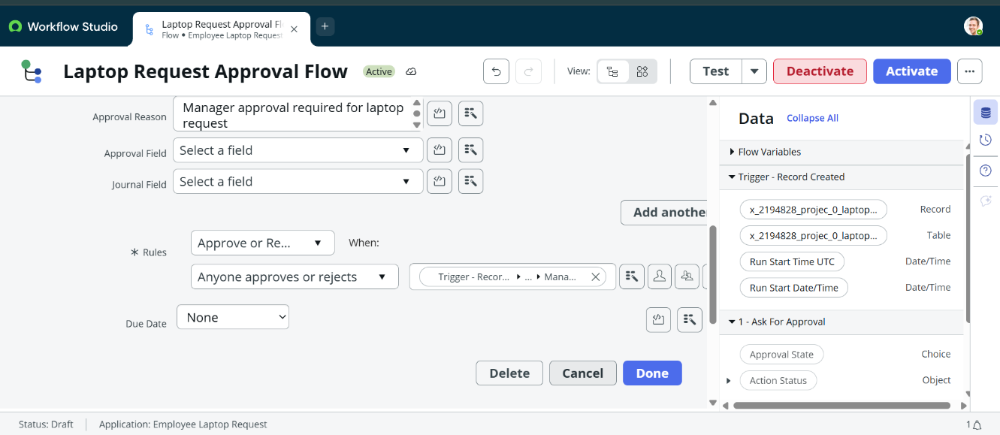 Workflow Studio
Laptop Request Approval Fl
Flow • Employee Laptop Request
Laptop Request Approval Flow
Active
View:
Test
Deactivate
Activate
Approval Reason
Manager approval required for laptop
request
Approval Field
Select a field
Journal Field
Select a field
Add anothe
* Rules
Approve or Re...
When:
Anyone approves or rejects
Trigger - Recor... ▸ ... ▸ Mana...
Due Date
None
Delete
Cancel
Done
Data
Collapse All
Flow Variables
Trigger - Record Created
x_2194828_projec_0_laptop... Record
x_2194828_projec_0_laptop... Table
Run Start Time UTC Date/Time
Run Start Date/Time Date/Time
1 - Ask For Approval
Approval State Choice
Action Status Object
Status: Draft
Application: Employee Laptop Request
1